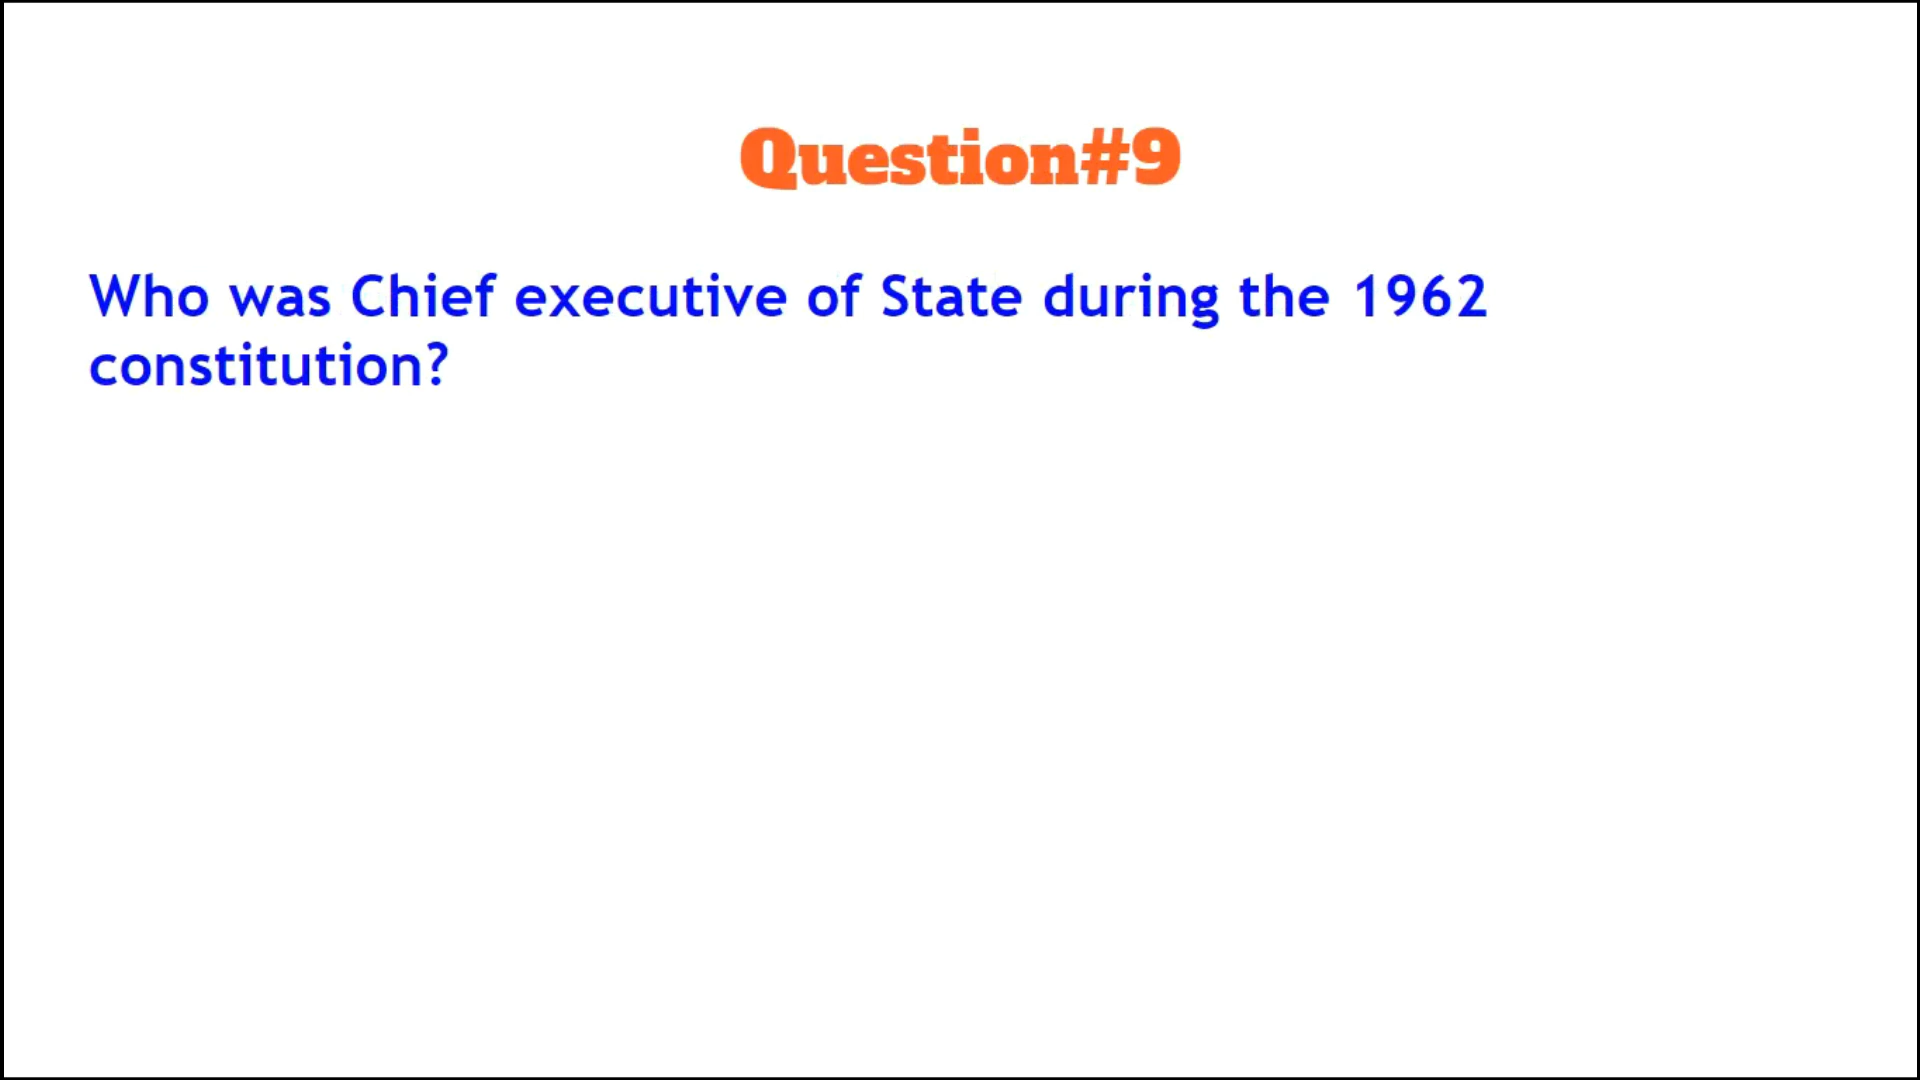 Question#9
Who was Chief executive of State during the 1962
constitution?